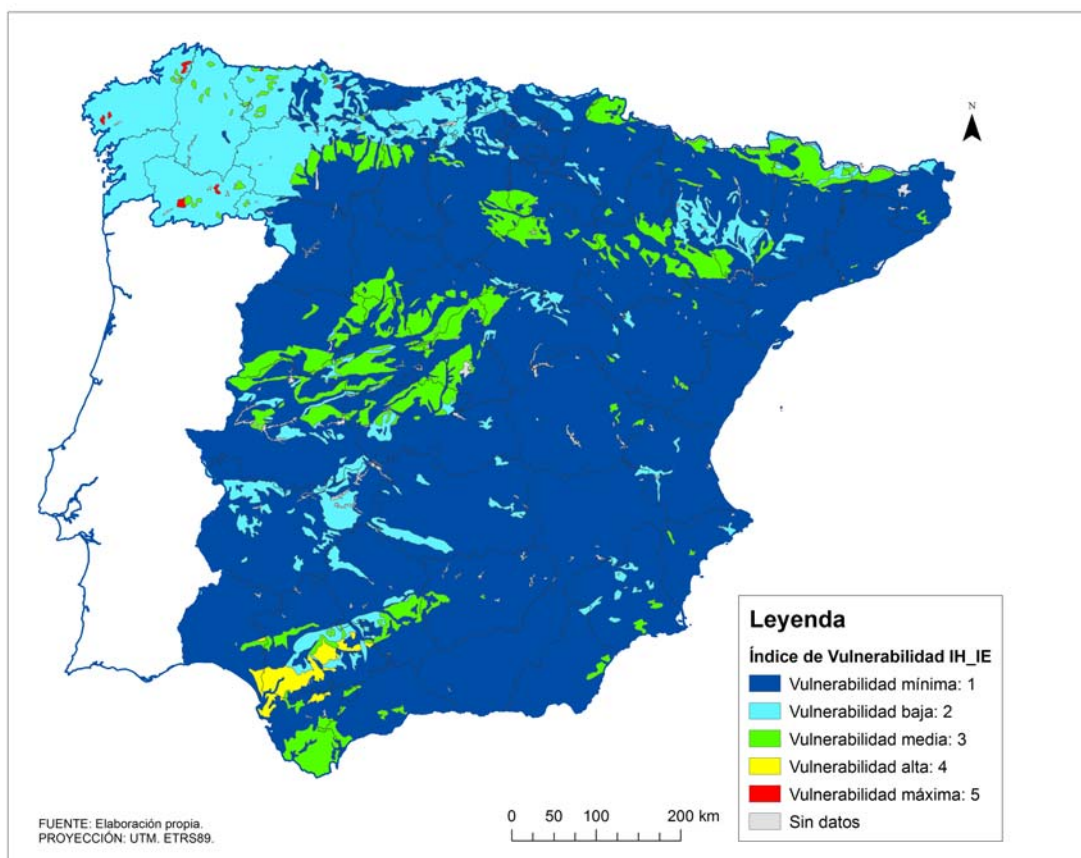 N
Leyenda
Índice de Vulnerabilidad IH_IE
Vulnerabilidad mínima: 1
Vulnerabilidad baja: 2
Vulnerabilidad media: 3
Vulnerabilidad alta: 4
Vulnerabilidad máxima: 5
Sin datos
0 50 100 200 km
FUENTE: Elaboración propia.
PROYECCIÓN: UTM. ETRS89.